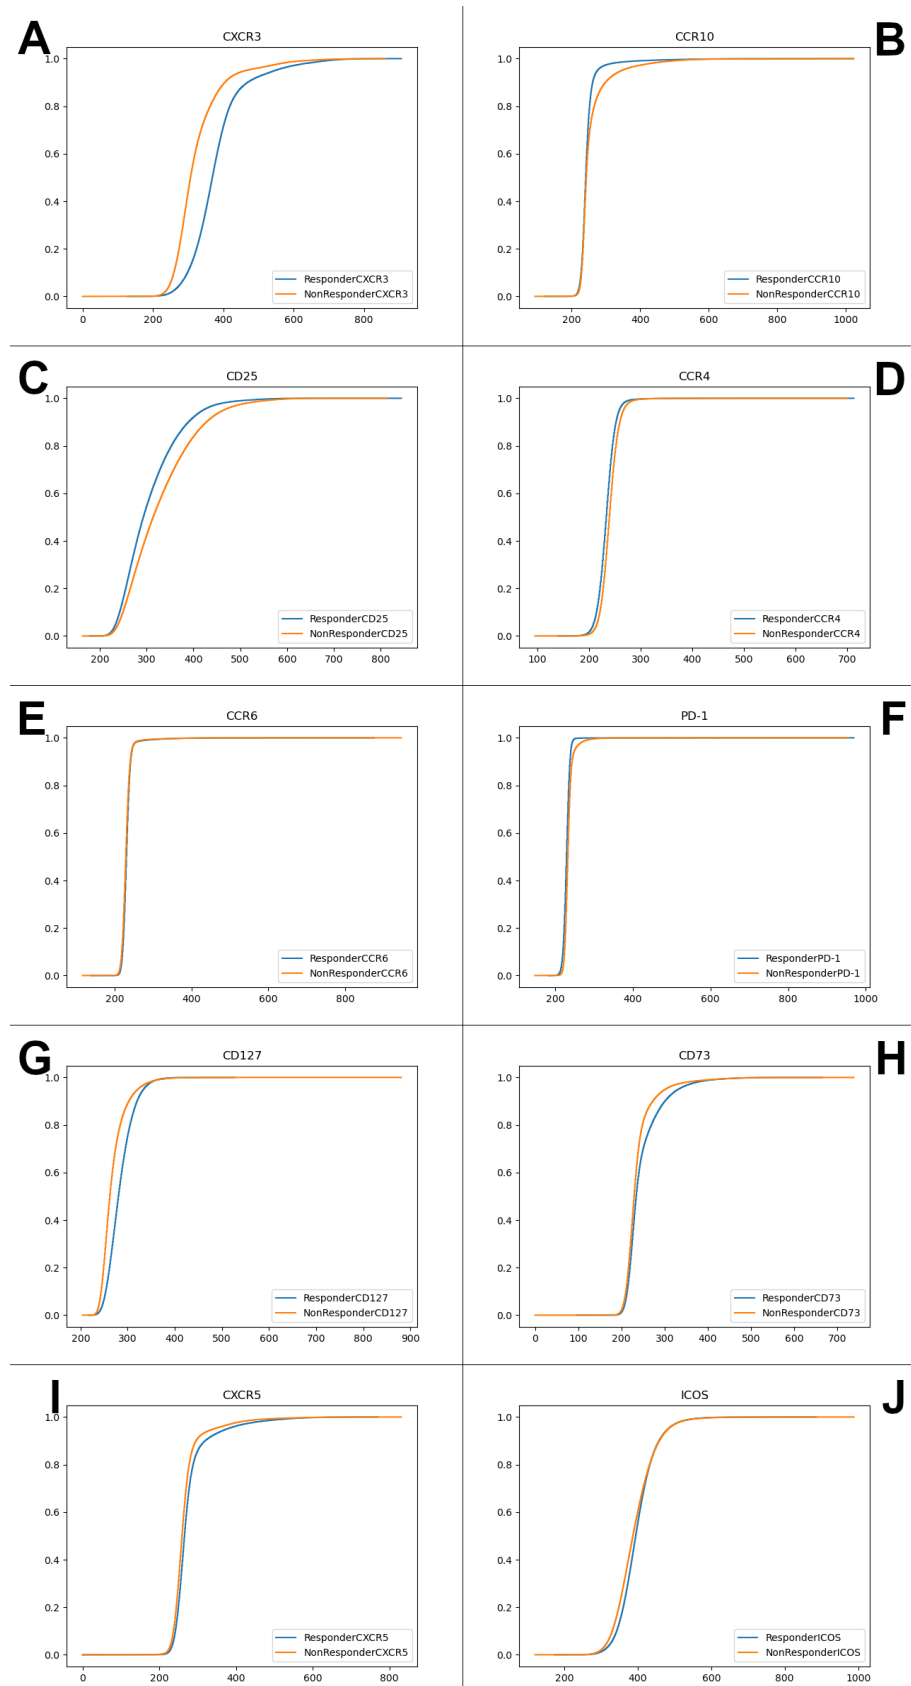 A
CXCR3
1.0
0.8
0.6
0.4
0.2
0.0
ResponderCXCR3
NonResponderCXCR3
0 200 400 600 800
B
CCR10
1.0
0.8
0.6
0.4
0.2
0.0
ResponderCCR10
NonResponderCCR10
200 400 600 800 1000
C
CD25
1.0
0.8
0.6
0.4
0.2
0.0
ResponderCD25
NonResponderCD25
200 300 400 500 600 700 800
D
CCR4
1.0
0.8
0.6
0.4
0.2
0.0
ResponderCCR4
NonResponderCCR4
100 200 300 400 500 600 700
E
CCR6
1.0
0.8
0.6
0.4
0.2
0.0
ResponderCCR6
NonResponderCCR6
200 400 600 800
F
PD-1
1.0
0.8
0.6
0.4
0.2
0.0
ResponderPD-1
NonResponderPD-1
200 400 600 800 1000
G
CD127
1.0
0.8
0.6
0.4
0.2
0.0
ResponderCD127
NonResponderCD127
200 300 400 500 600 700 800 900
H
CD73
1.0
0.8
0.6
0.4
0.2
0.0
ResponderCD73
NonResponderCD73
0 100 200 300 400 500 600 700
I
CXCR5
1.0
0.8
0.6
0.4
0.2
0.0
ResponderCXCR5
NonResponderCXCR5
0 200 400 600 800
J
ICOS
1.0
0.8
0.6
0.4
0.2
0.0
ResponderICOS
NonResponderICOS
200 400 600 800 1000